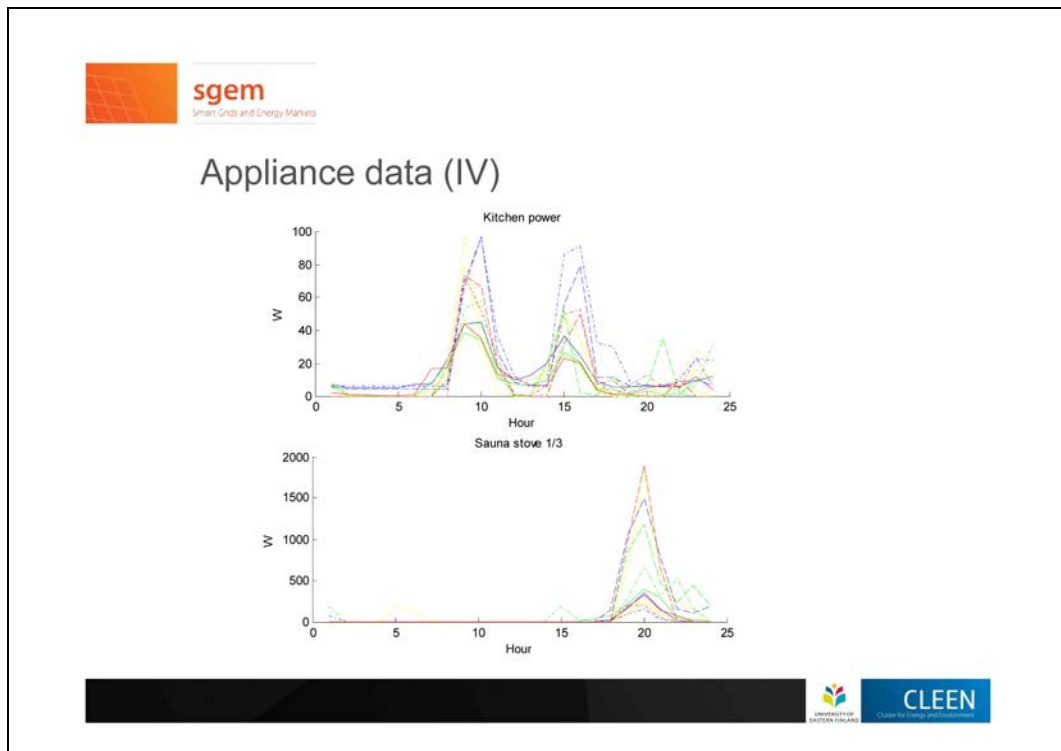 sgem
Smart Grids and Energy Markets
Appliance data (IV)
Kitchen power
100
80
60
40
20
0
W
0 5 10 15 20 25
Hour
Sauna stove 1/3
2000
1500
1000
500
0
W
0 5 10 15 20 25
Hour
UNIVERSITY OF
EASTERN FINLAND
CLEEN
Cluster for Energy and Environment